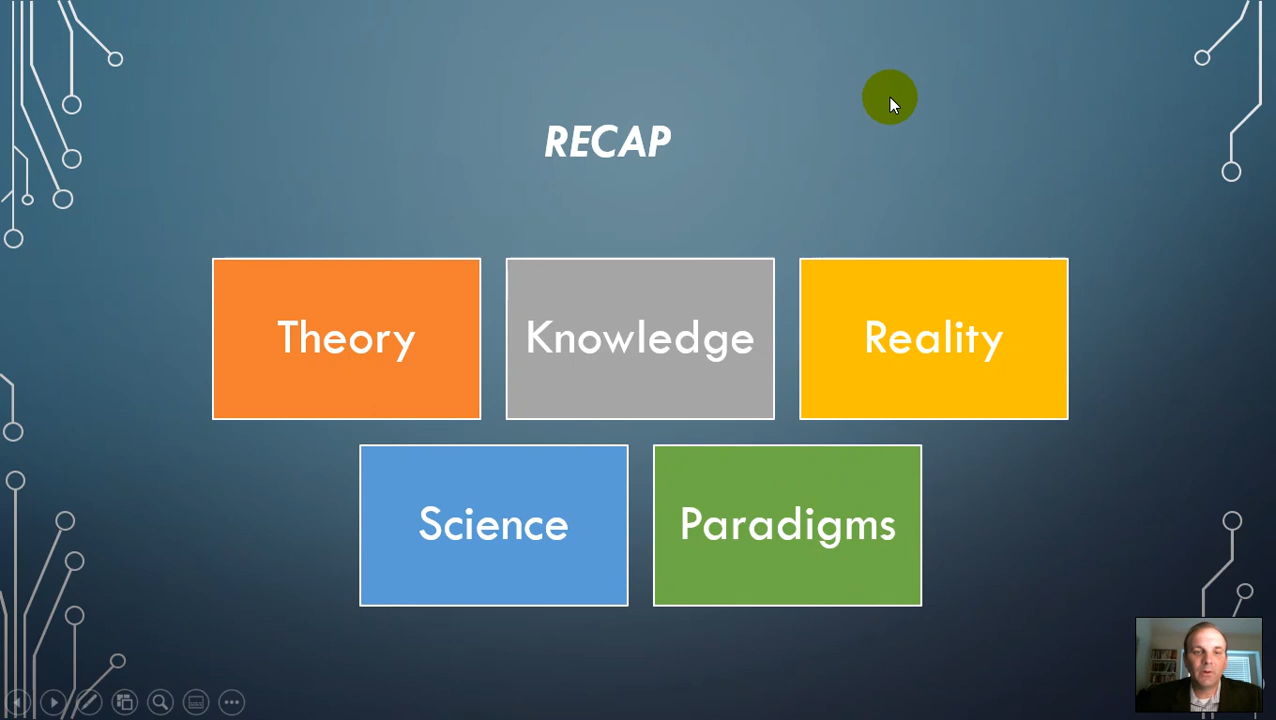 RECAP
Theory
Knowledge
Reality
Science
Paradigms